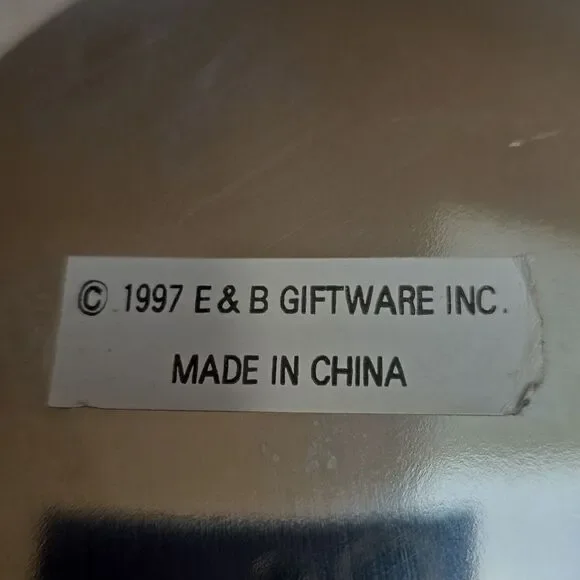 © 1997 E & B GIFTWARE INC.
MADE IN CHINA